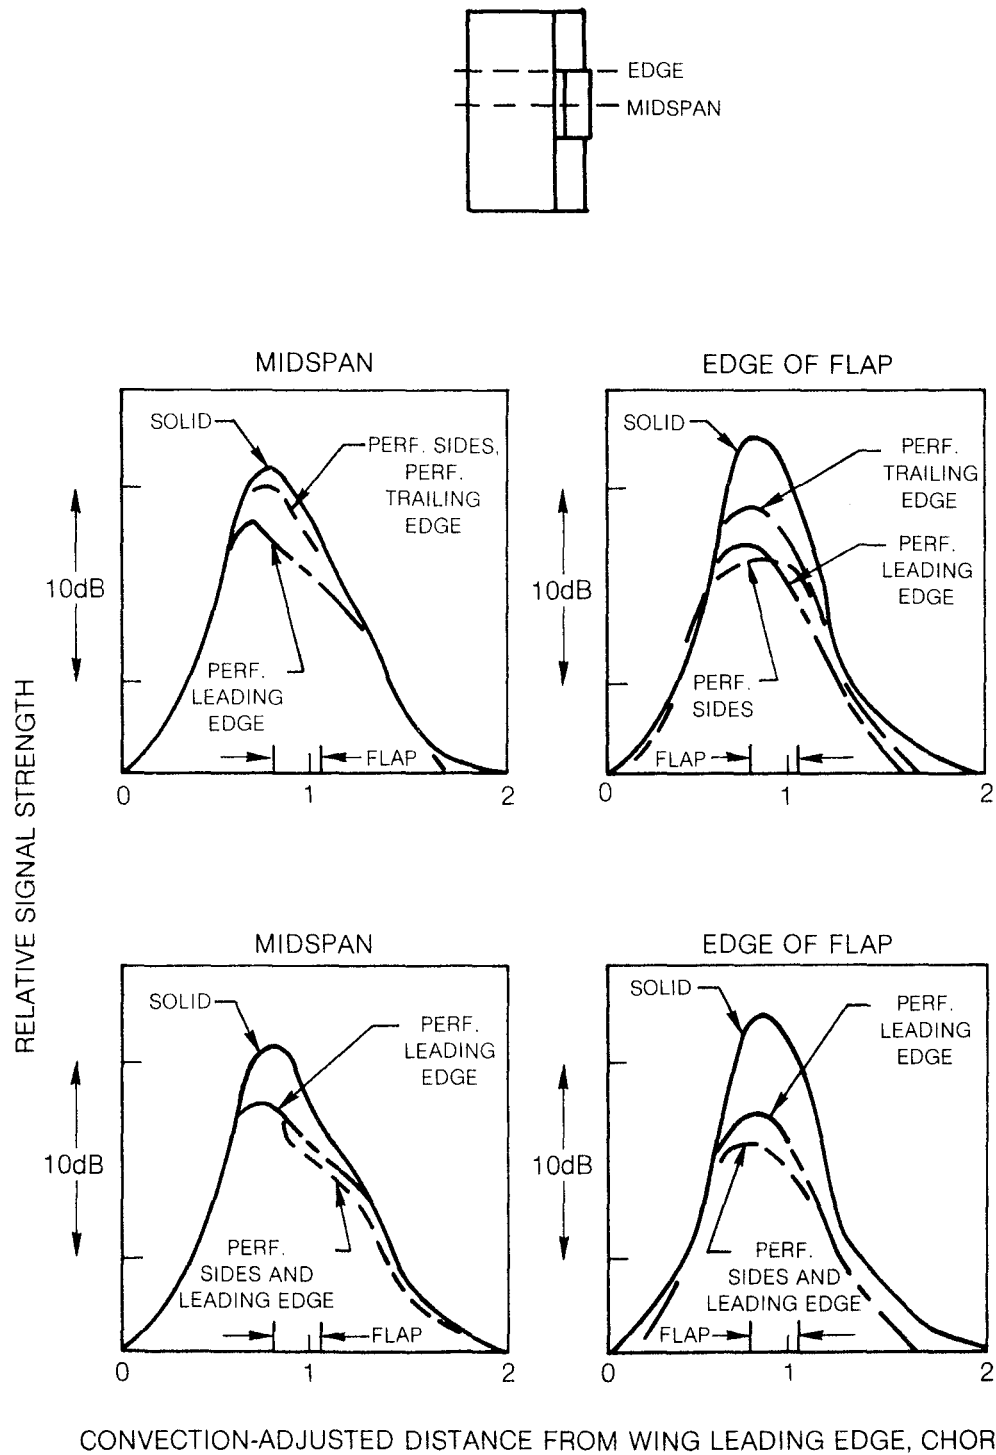 EDGE
MIDSPAN
MIDSPAN
SOLID
PERF. SIDES,
PERF.
TRAILING
EDGE
10dB
PERF.
LEADING
EDGE
FLAP
0
1
2
EDGE OF FLAP
SOLID
PERF.
TRAILING
EDGE
PERF.
LEADING
EDGE
10dB
PERF.
SIDES
FLAP
0
1
2
RELATIVE SIGNAL STRENGTH
MIDSPAN
SOLID
PERF.
LEADING
EDGE
10dB
PERF.
SIDES AND
LEADING EDGE
FLAP
0
1
2
EDGE OF FLAP
SOLID
PERF.
LEADING
EDGE
10dB
PERF.
SIDES AND
LEADING EDGE
FLAP
0
1
2
CONVECTION-ADJUSTED DISTANCE FROM WING LEADING EDGE, CHOR